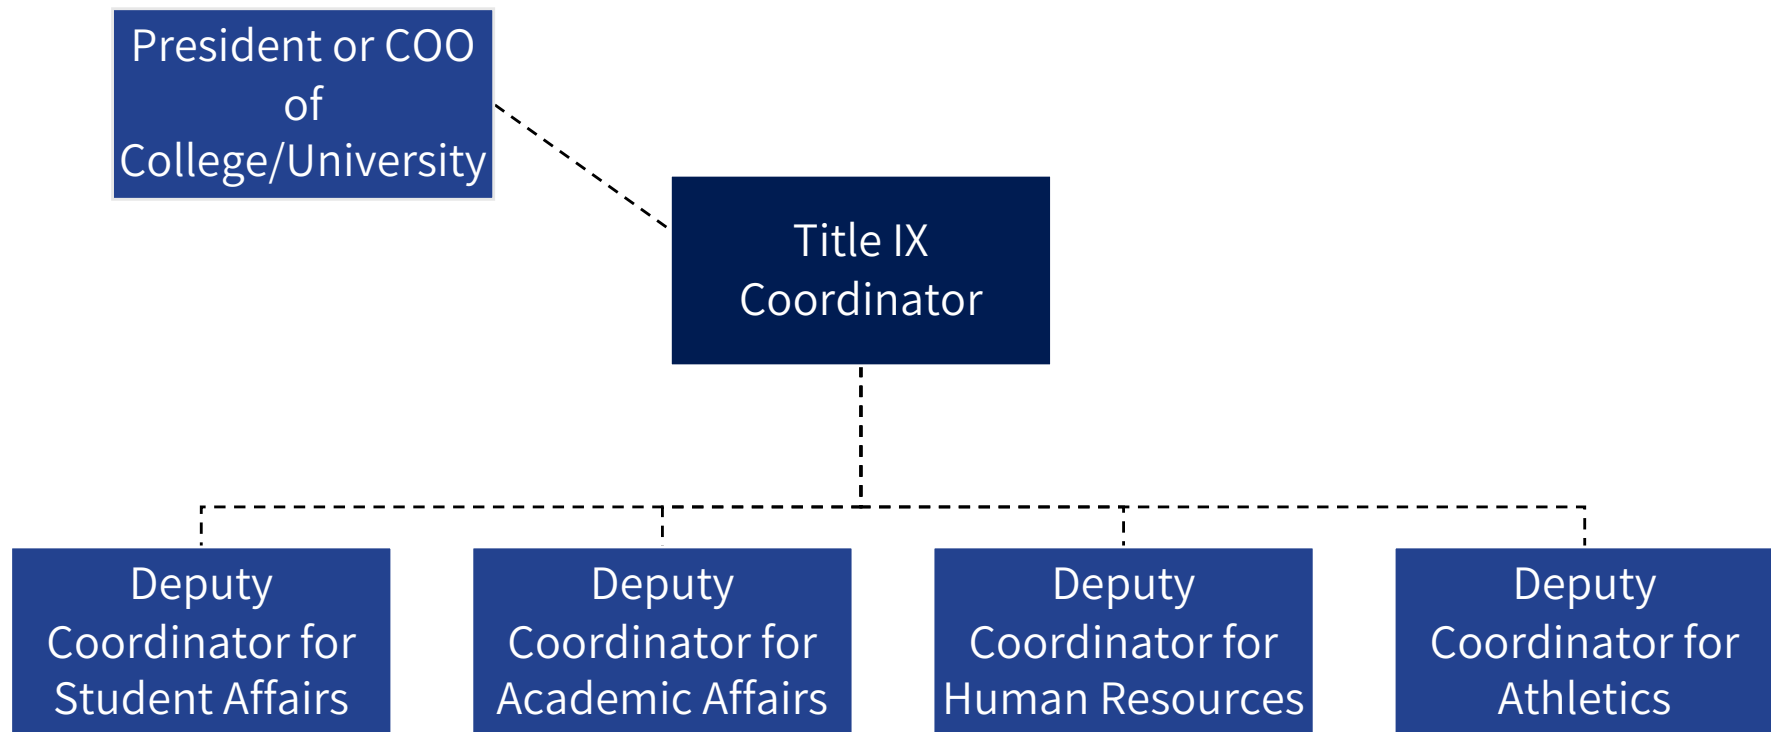 President or COO
of
College/University
Title IX
Coordinator
Deputy
Coordinator for
Student Affairs
Deputy
Coordinator for
Academic Affairs
Deputy
Coordinator for
Human Resources
Deputy
Coordinator for
Athletics